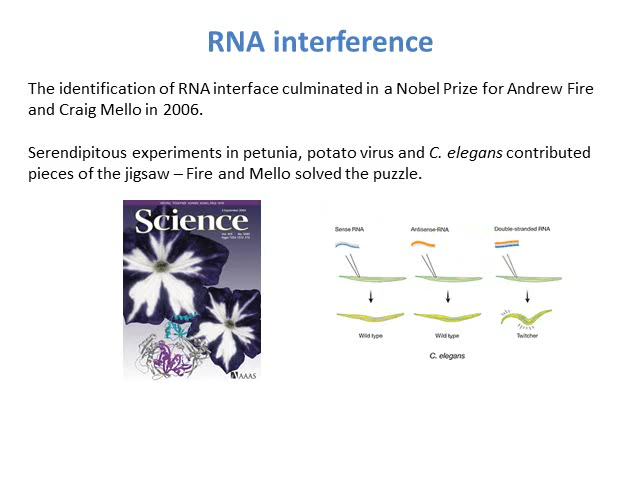 RNA interference
The identification of RNA interface culminated in a Nobel Prize for Andrew Fire
and Craig Mello in 2006.
Serendipitous experiments in petunia, potato virus and C. elegans contributed
pieces of the jigsaw – Fire and Mello solved the puzzle.
Science
AAAS
Sense RNA
Antisense-RNA
Double-stranded RNA
Wild type
Wild type
Twitcher
C. elegans